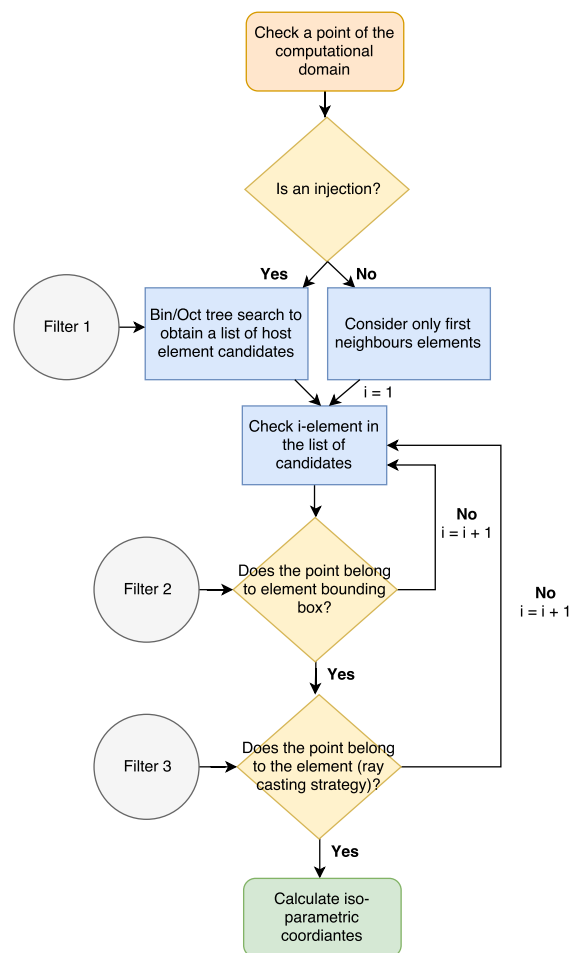 Check a point of the
computational
domain
Is an injection?
Yes
No
Filter 1
Bin/Oct tree search to
obtain a list of host
element candidates
Consider only first
neighbours elements
i = 1
Check i-element in
the list of
candidates
No
i = i + 1
Filter 2
Does the point belong
to element bounding
box?
No
i = i + 1
Yes
Filter 3
Does the point belong
to the element (ray
casting strategy)?
Yes
Calculate iso-
parametric
coordiantes